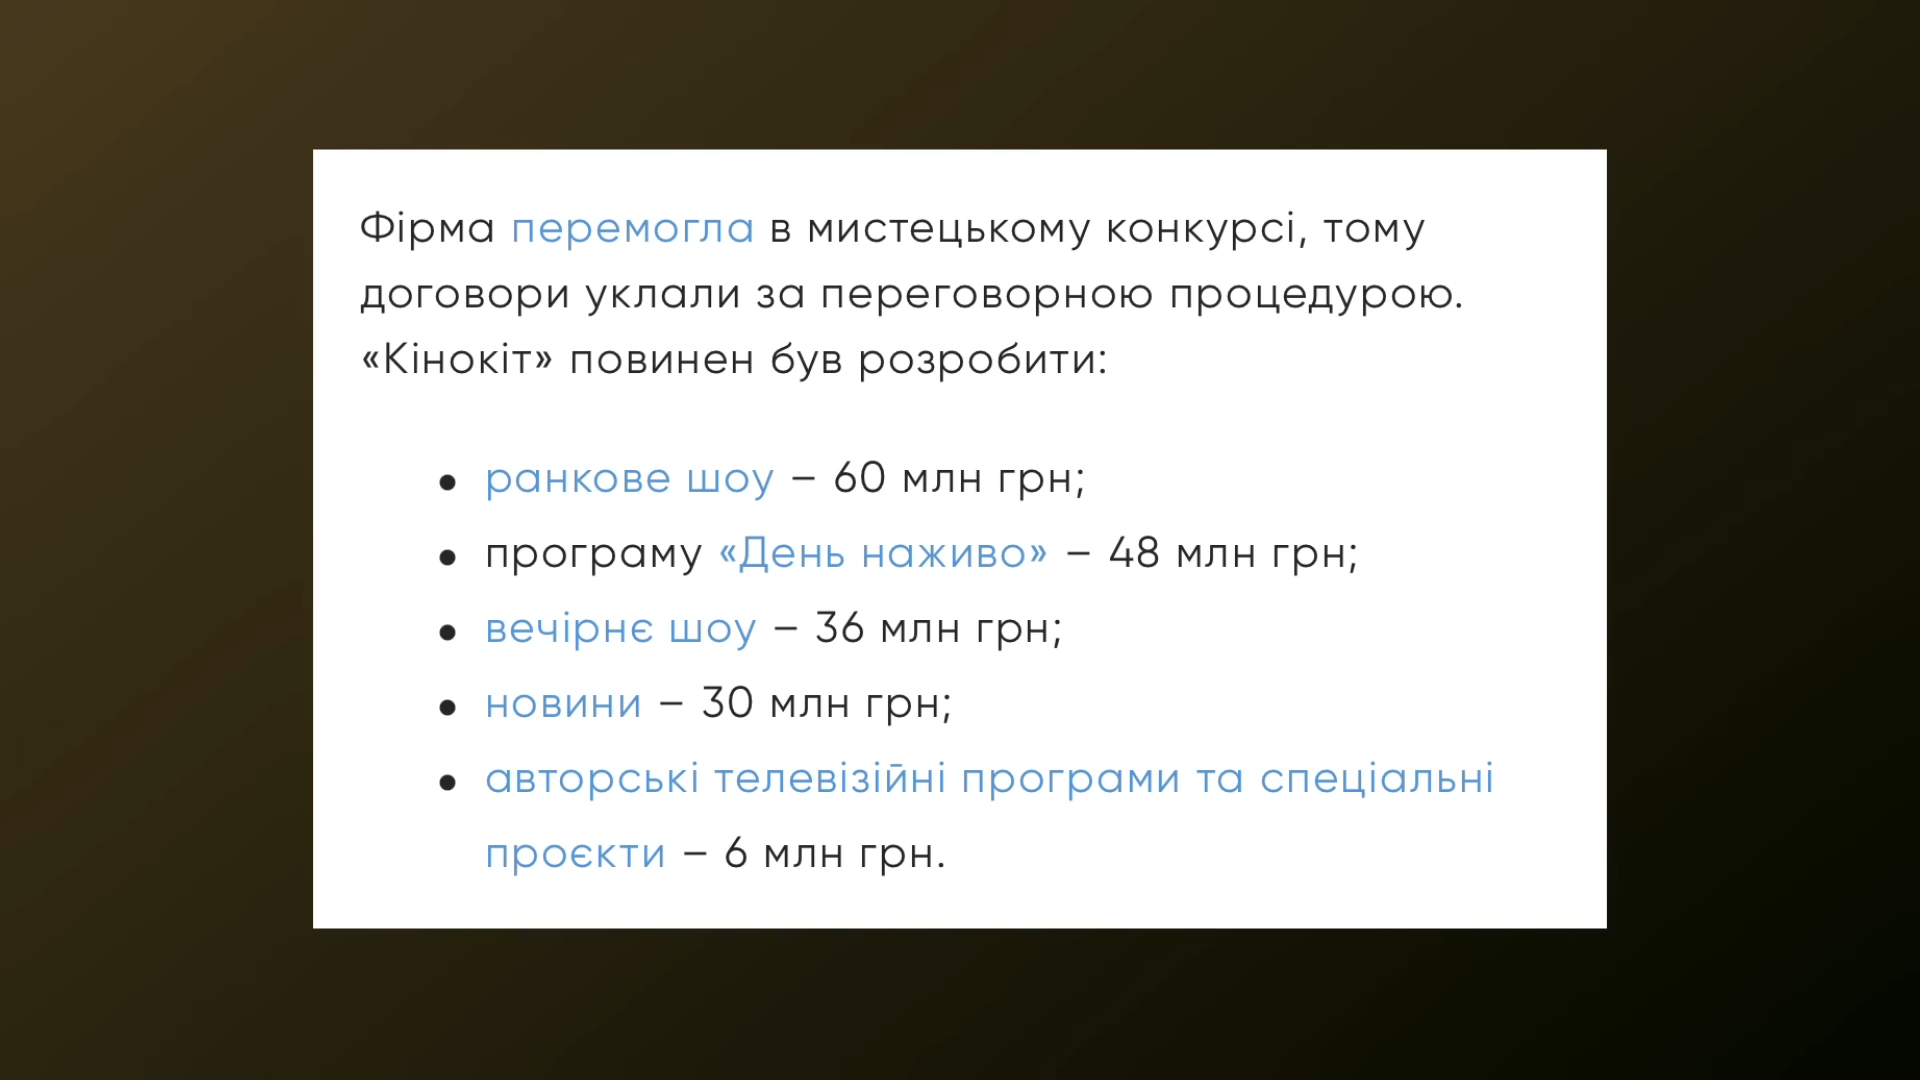 Фірма перемогла в мистецькому конкурсі, тому
договори уклали за переговорною процедурою.
«Кінокіт» повинен був розробити:
● ранкове шоу – 60 млн грн;
● програму «День наживо» – 48 млн грн;
● вечірнє шоу – 36 млн грн;
● новини – 30 млн грн;
● авторські телевізійні програми та спеціальні
проєкти – 6 млн грн.